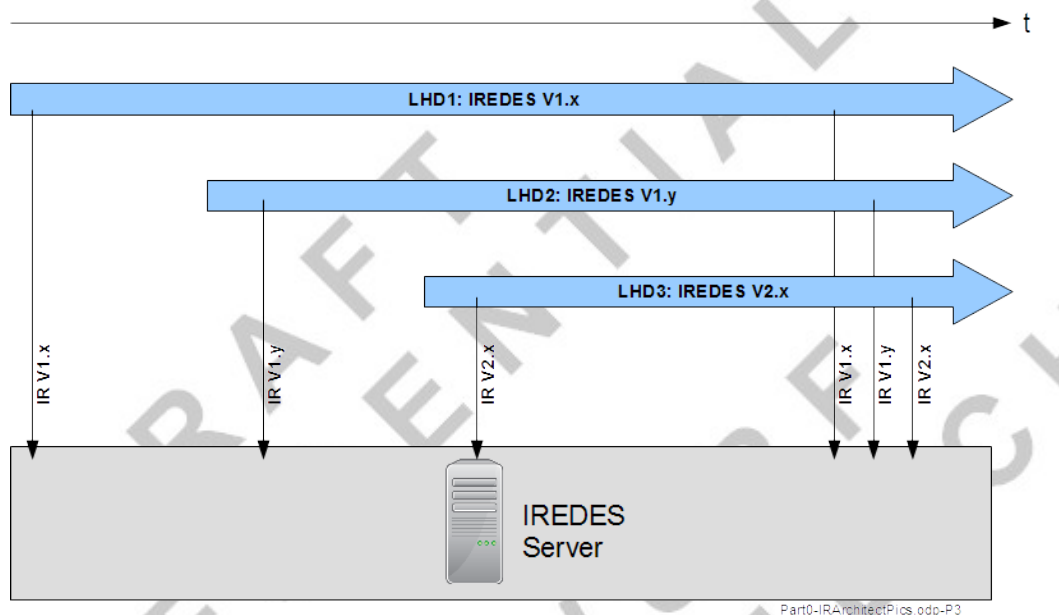 t
LHD1: IREDES V1.x
LHD2: IREDES V1.y
LHD3: IREDES V2.x
IR V1.x
IR V1.y
IR V2.x
IR V1.x
IR V1.y
IR V2.x
IREDES
Server
Part0-IRArchitectPics.odp-P3
DRAFT